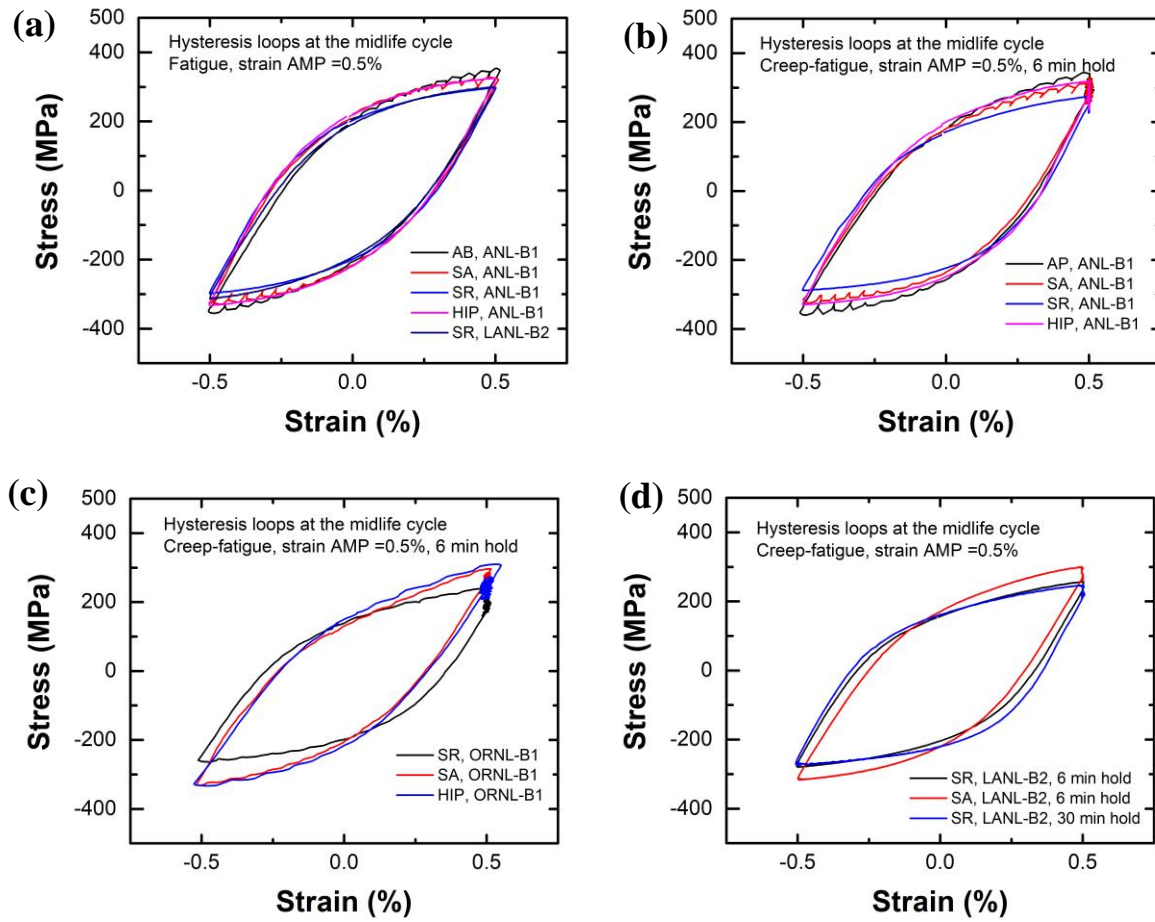 (a)
Hysteresis loops at the midlife cycle
Fatigue, strain AMP =0.5%
500
400
200
0
-200
-400
Stress (MPa)
AB, ANL-B1
SA, ANL-B1
SR, ANL-B1
HIP, ANL-B1
SR, LANL-B2
-0.5
0.0
0.5
Strain (%)
(b)
Hysteresis loops at the midlife cycle
Creep-fatigue, strain AMP =0.5%, 6 min hold
500
400
200
0
-200
-400
Stress (MPa)
AP, ANL-B1
SA, ANL-B1
SR, ANL-B1
HIP, ANL-B1
-0.5
0.0
0.5
Strain (%)
(c)
Hysteresis loops at the midlife cycle
Creep-fatigue, strain AMP =0.5%, 6 min hold
500
400
200
0
-200
-400
Stress (MPa)
SR, ORNL-B1
SA, ORNL-B1
HIP, ORNL-B1
-0.5
0.0
0.5
Strain (%)
(d)
Hysteresis loops at the midlife cycle
Creep-fatigue, strain AMP =0.5%
500
400
200
0
-200
-400
Stress (MPa)
SR, LANL-B2, 6 min hold
SA, LANL-B2, 6 min hold
SR, LANL-B2, 30 min hold
-0.5
0.0
0.5
Strain (%)